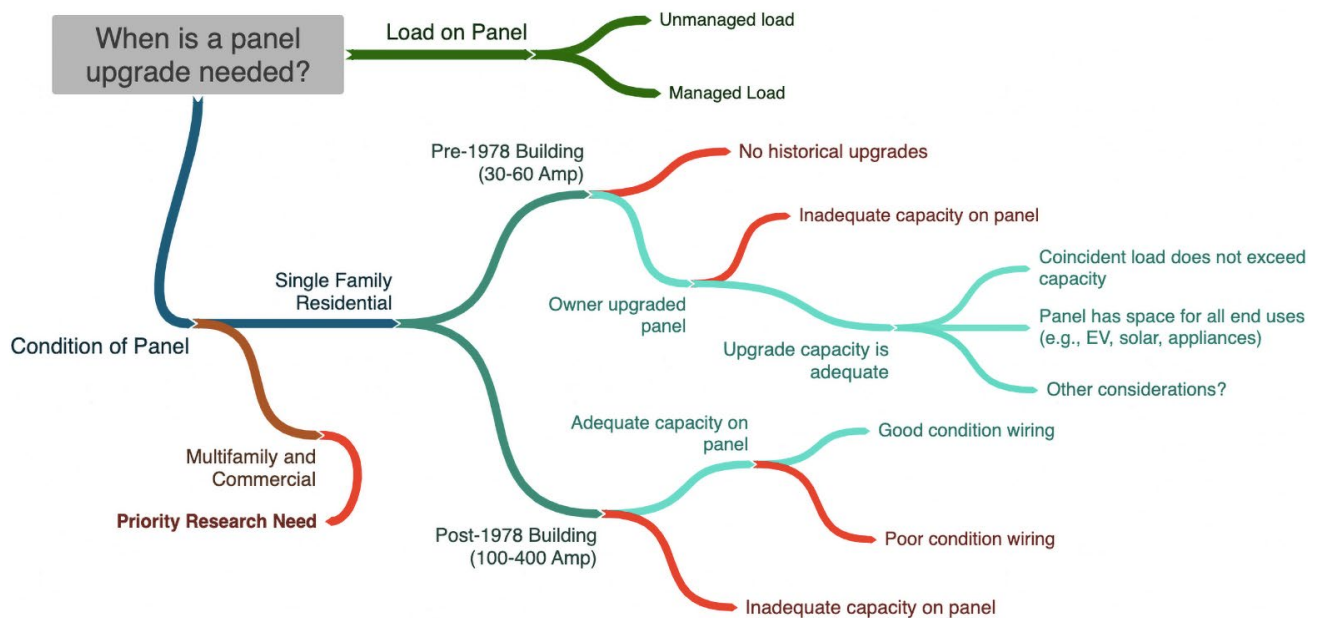 When is a panel
upgrade needed?
Load on Panel
Unmanaged load
Managed Load
Pre-1978 Building
(30-60 Amp)
No historical upgrades
Inadequate capacity on panel
Owner upgraded
panel
Coincident load does not exceed
capacity
Panel has space for all end uses
(e.g., EV, solar, appliances)
Other considerations?
Upgrade capacity is
adequate
Single Family
Residential
Condition of Panel
Multifamily and
Commercial
Priority Research Need
Adequate capacity on
panel
Good condition wiring
Poor condition wiring
Post-1978 Building
(100-400 Amp)
Inadequate capacity on panel